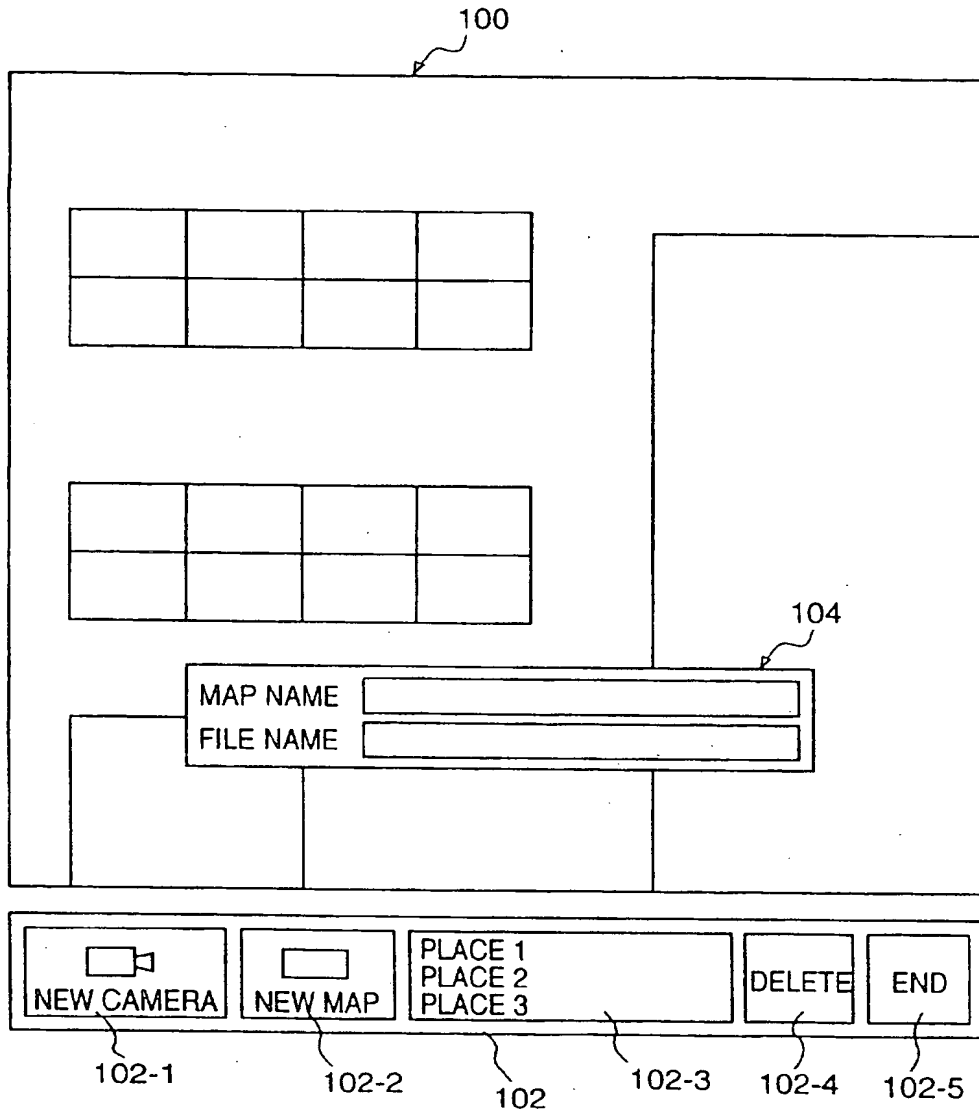 100
104
MAP NAME
FILE NAME
NEW CAMERA
NEW MAP
PLACE 1
PLACE 2
PLACE 3
DELETE
END
102-1
102-2
102
102-3
102-4
102-5